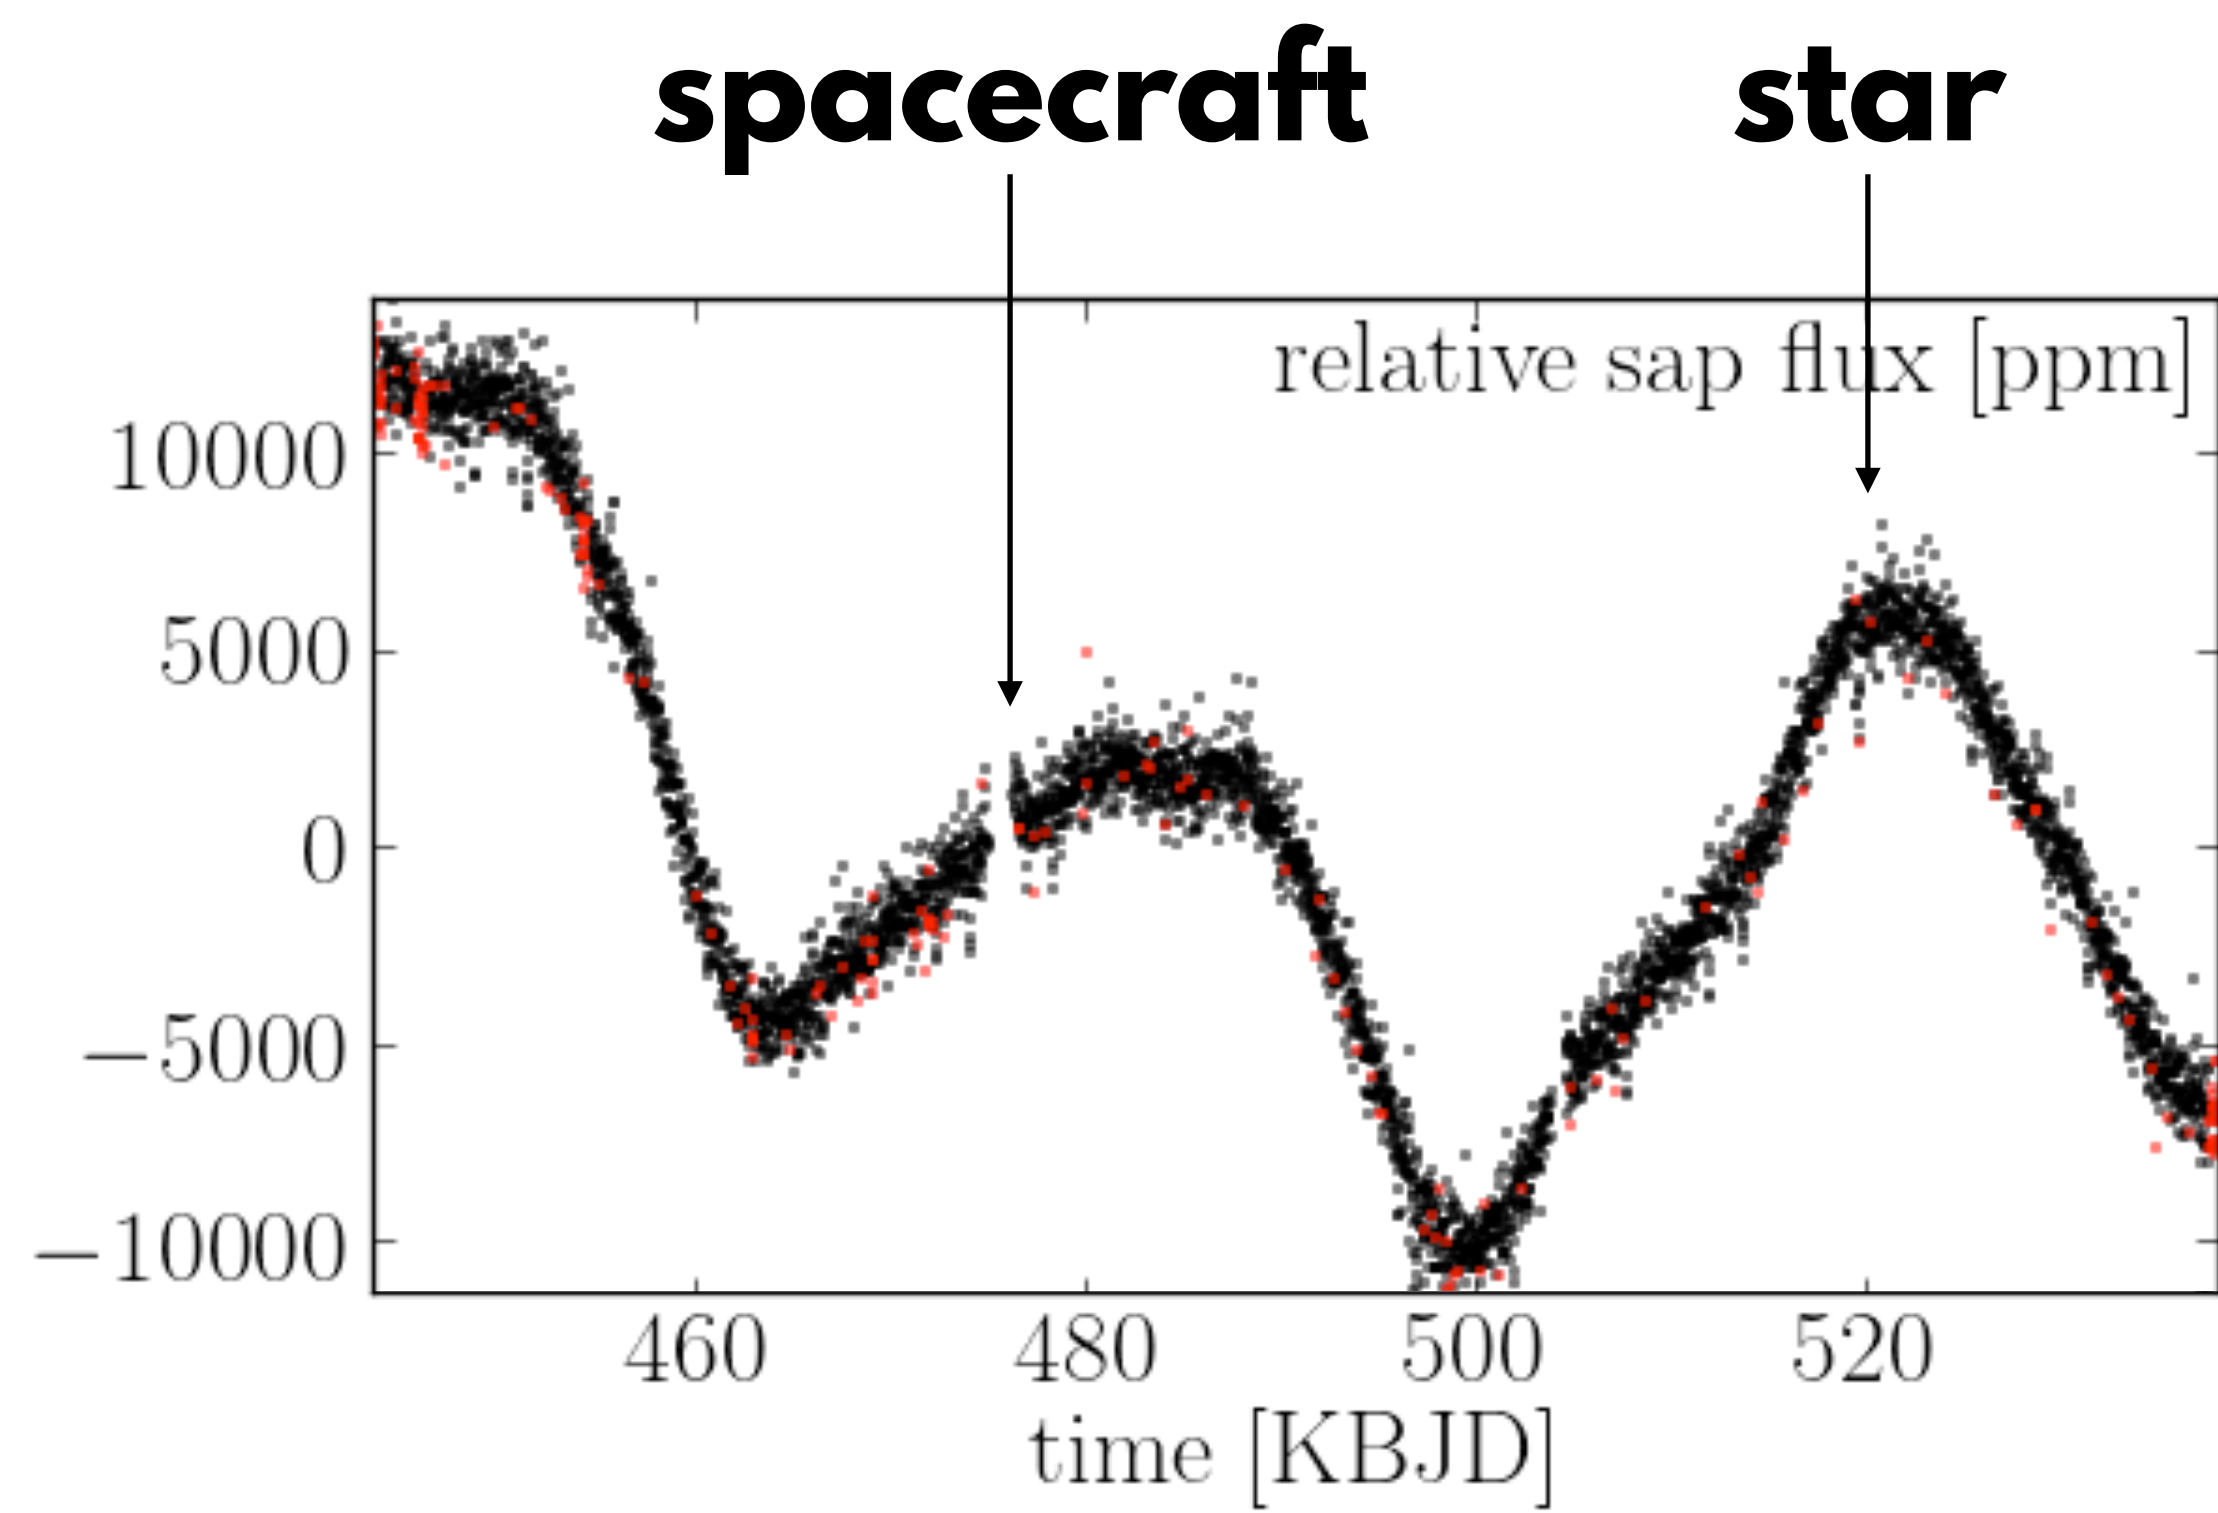 spacecraft star
relative sap flux [ppm]
10000
5000
0
−5000
−10000
460 480 500 520
time [KBJD]